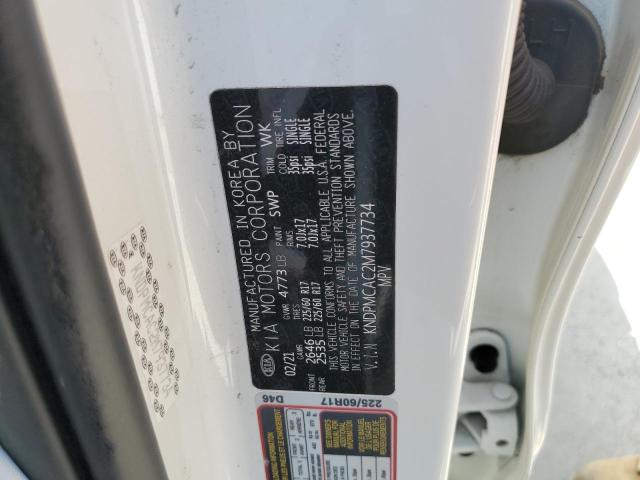 MANUFACTURED IN KOREA BY
KIA MOTORS CORPORATION
KIA
02/21 GVWR 4773 LB PAINT SWP TRIM WK
GAWR TIRES RIMS COLD TIRE INFL
FRONT 2646 LB 225/60 R17 7.0Jx17 35psi SINGLE
REAR 2535 LB 225/60 R17 7.0Jx17 35psi SINGLE
THIS VEHICLE CONFORMS TO ALL APPLICABLE U.S.A. FEDERAL
MOTOR VEHICLE SAFETY AND THEFT PREVENTION STANDARDS
IN EFFECT ON THE DATE OF MANUFACTURE SHOWN ABOVE.
V.I.N KNDPMCAC2M7937734
MPV
225/60R17 D46